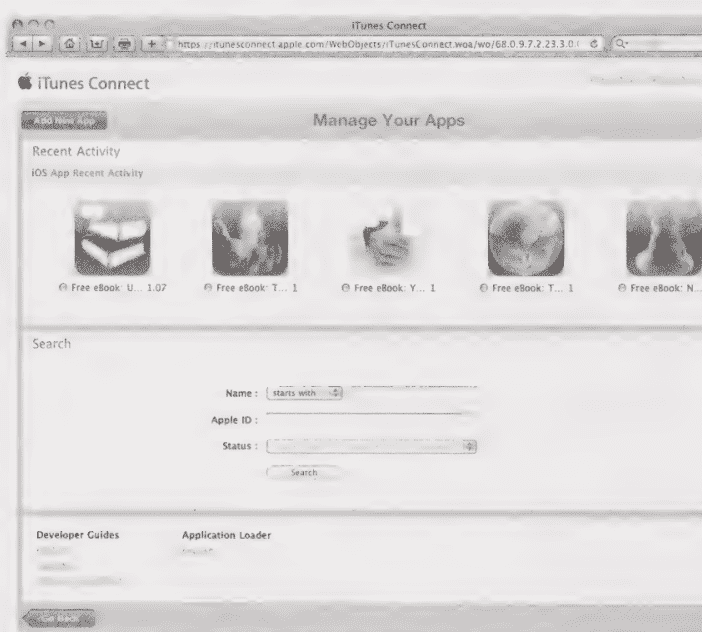 iTunes Connect
https://itunesconnect.apple.com/WebObjects/iTunesConnect.woa/wo/68.0.9.7.2.23.3.0.(
iTunes Connect
Add New App
Manage Your Apps
Recent Activity
iOS App Recent Activity
Free eBook: U... 1.07
Free eBook: T... 1
Free eBook: Y... 1
Free eBook: T... 1
Free eBook: N...
Search
Name :
starts with
Apple ID :
Status :
Search
Developer Guides
Application Loader
Go Back